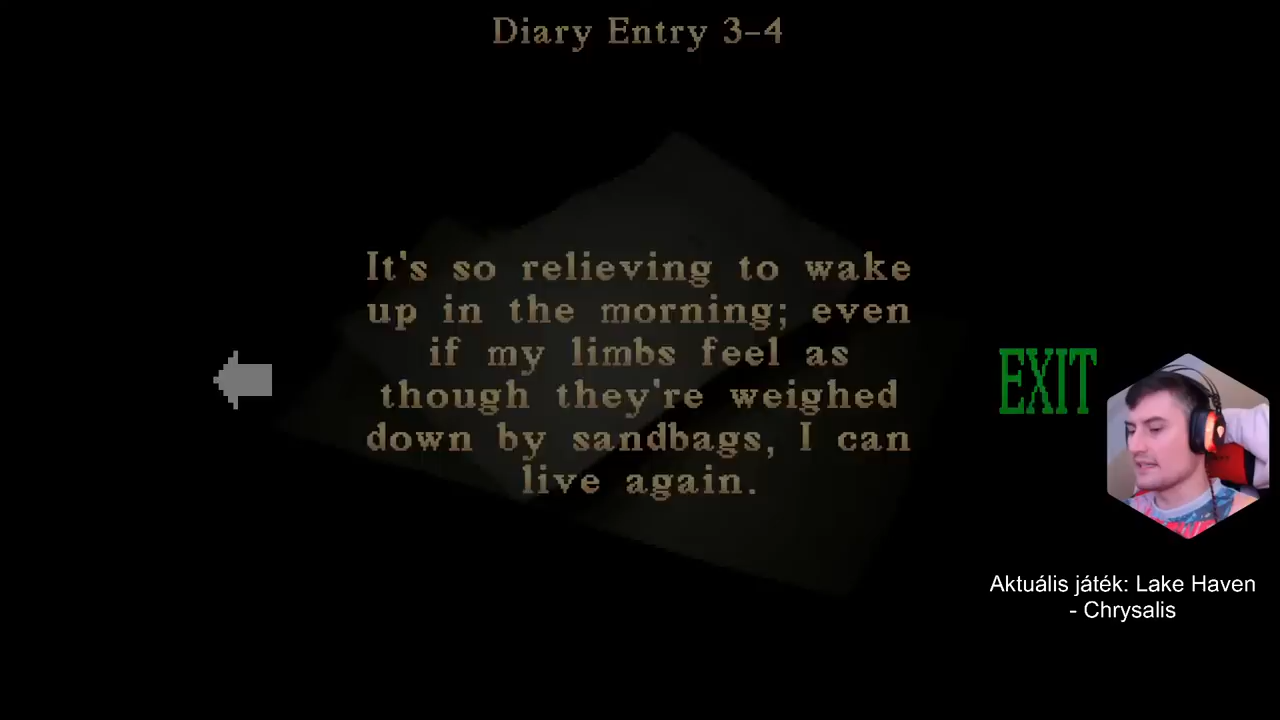 Diary Entry 3-4
It's so relieving to wake
up in the morning; even
if my limbs feel as
though they're weighed
down by sandbags, I can
live again.
EXIT
Aktuális játék: Lake Haven
- Chrysalis